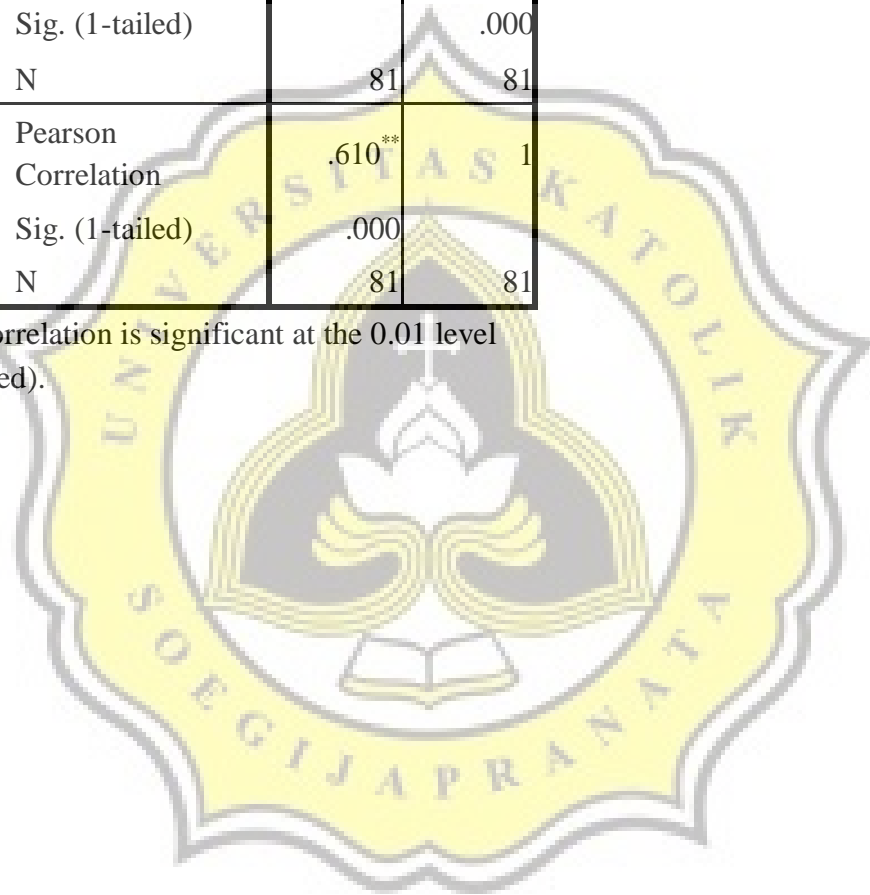 Sig. (1-tailed) .000
N 81 81
Pearson
Correlation .610** 1
Sig. (1-tailed) .000
N 81 81
orrelation is significant at the 0.01 level
ed).
UNIVERSITAS KATOLIK
SOEGIJAPRANATA